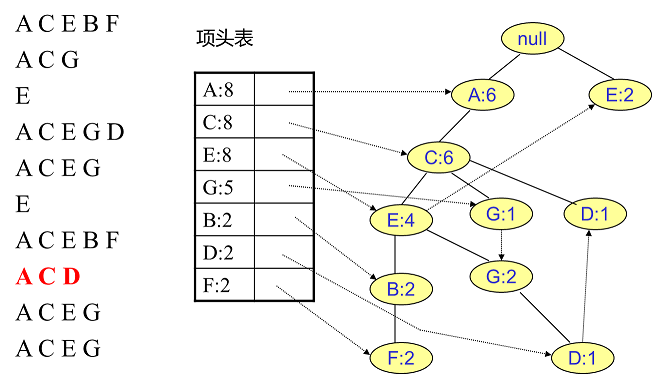 A C E B F
A C G
E
A C E G D
A C E G
E
A C E B F
A C D
A C E G
A C E G
项头表
A:8
C:8
E:8
G:5
B:2
D:2
F:2
null
A:6
E:2
C:6
E:4
G:1
D:1
B:2
G:2
F:2
D:1